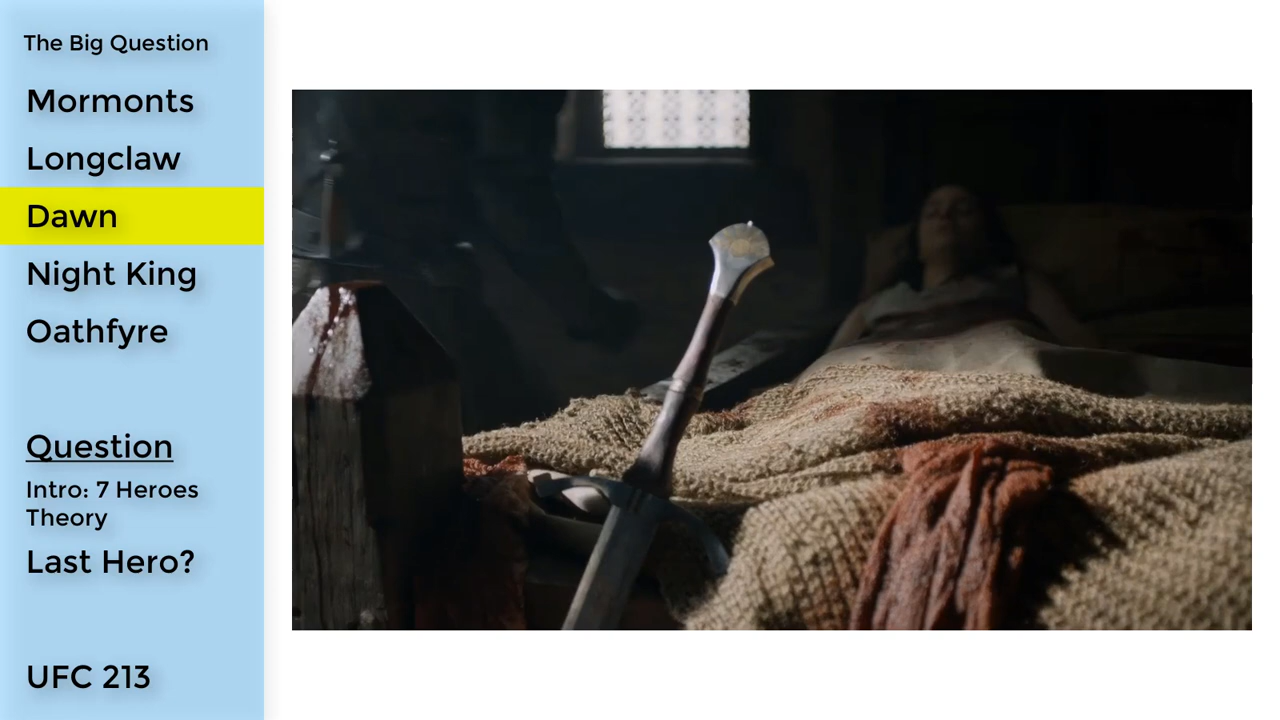 The Big Question
Mormonts
Longclaw
Dawn
Night King
Oathfyre
Question
Intro: 7 Heroes
Theory
Last Hero?
UFC 213